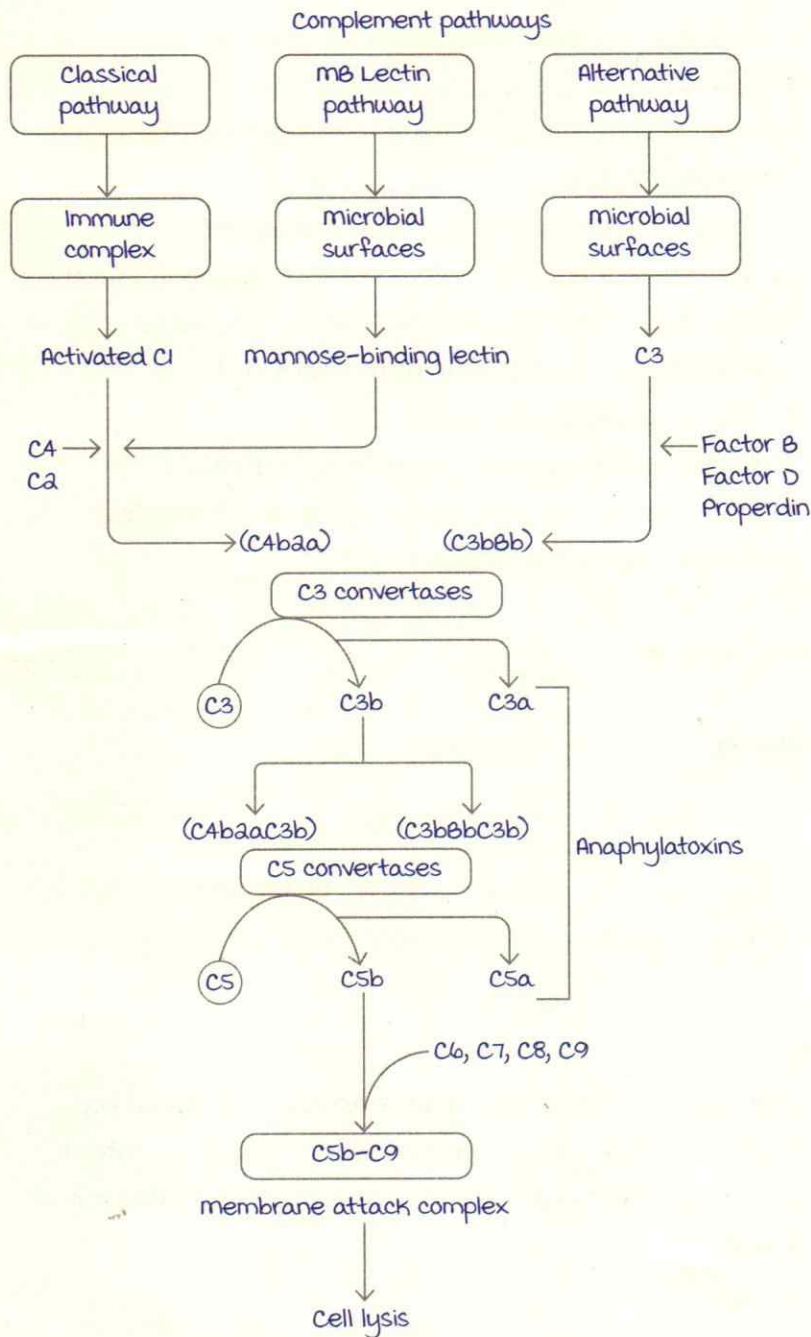 Complement pathways
Classical
pathway
MB Lectin
pathway
Alternative
pathway
Immune
complex
microbial
surfaces
microbial
surfaces
Activated C1
mannose-binding lectin
C3
C4
C2
Factor B
Factor D
Properdin
(C4b2a)
(C3bBb)
C3 convertases
C3
C3b
C3a
(C4b2aC3b)
(C3bBbC3b)
Anaphylatoxins
C5 convertases
C5
C5b
C5a
C6, C7, C8, C9
C5b-C9
membrane attack complex
Cell lysis